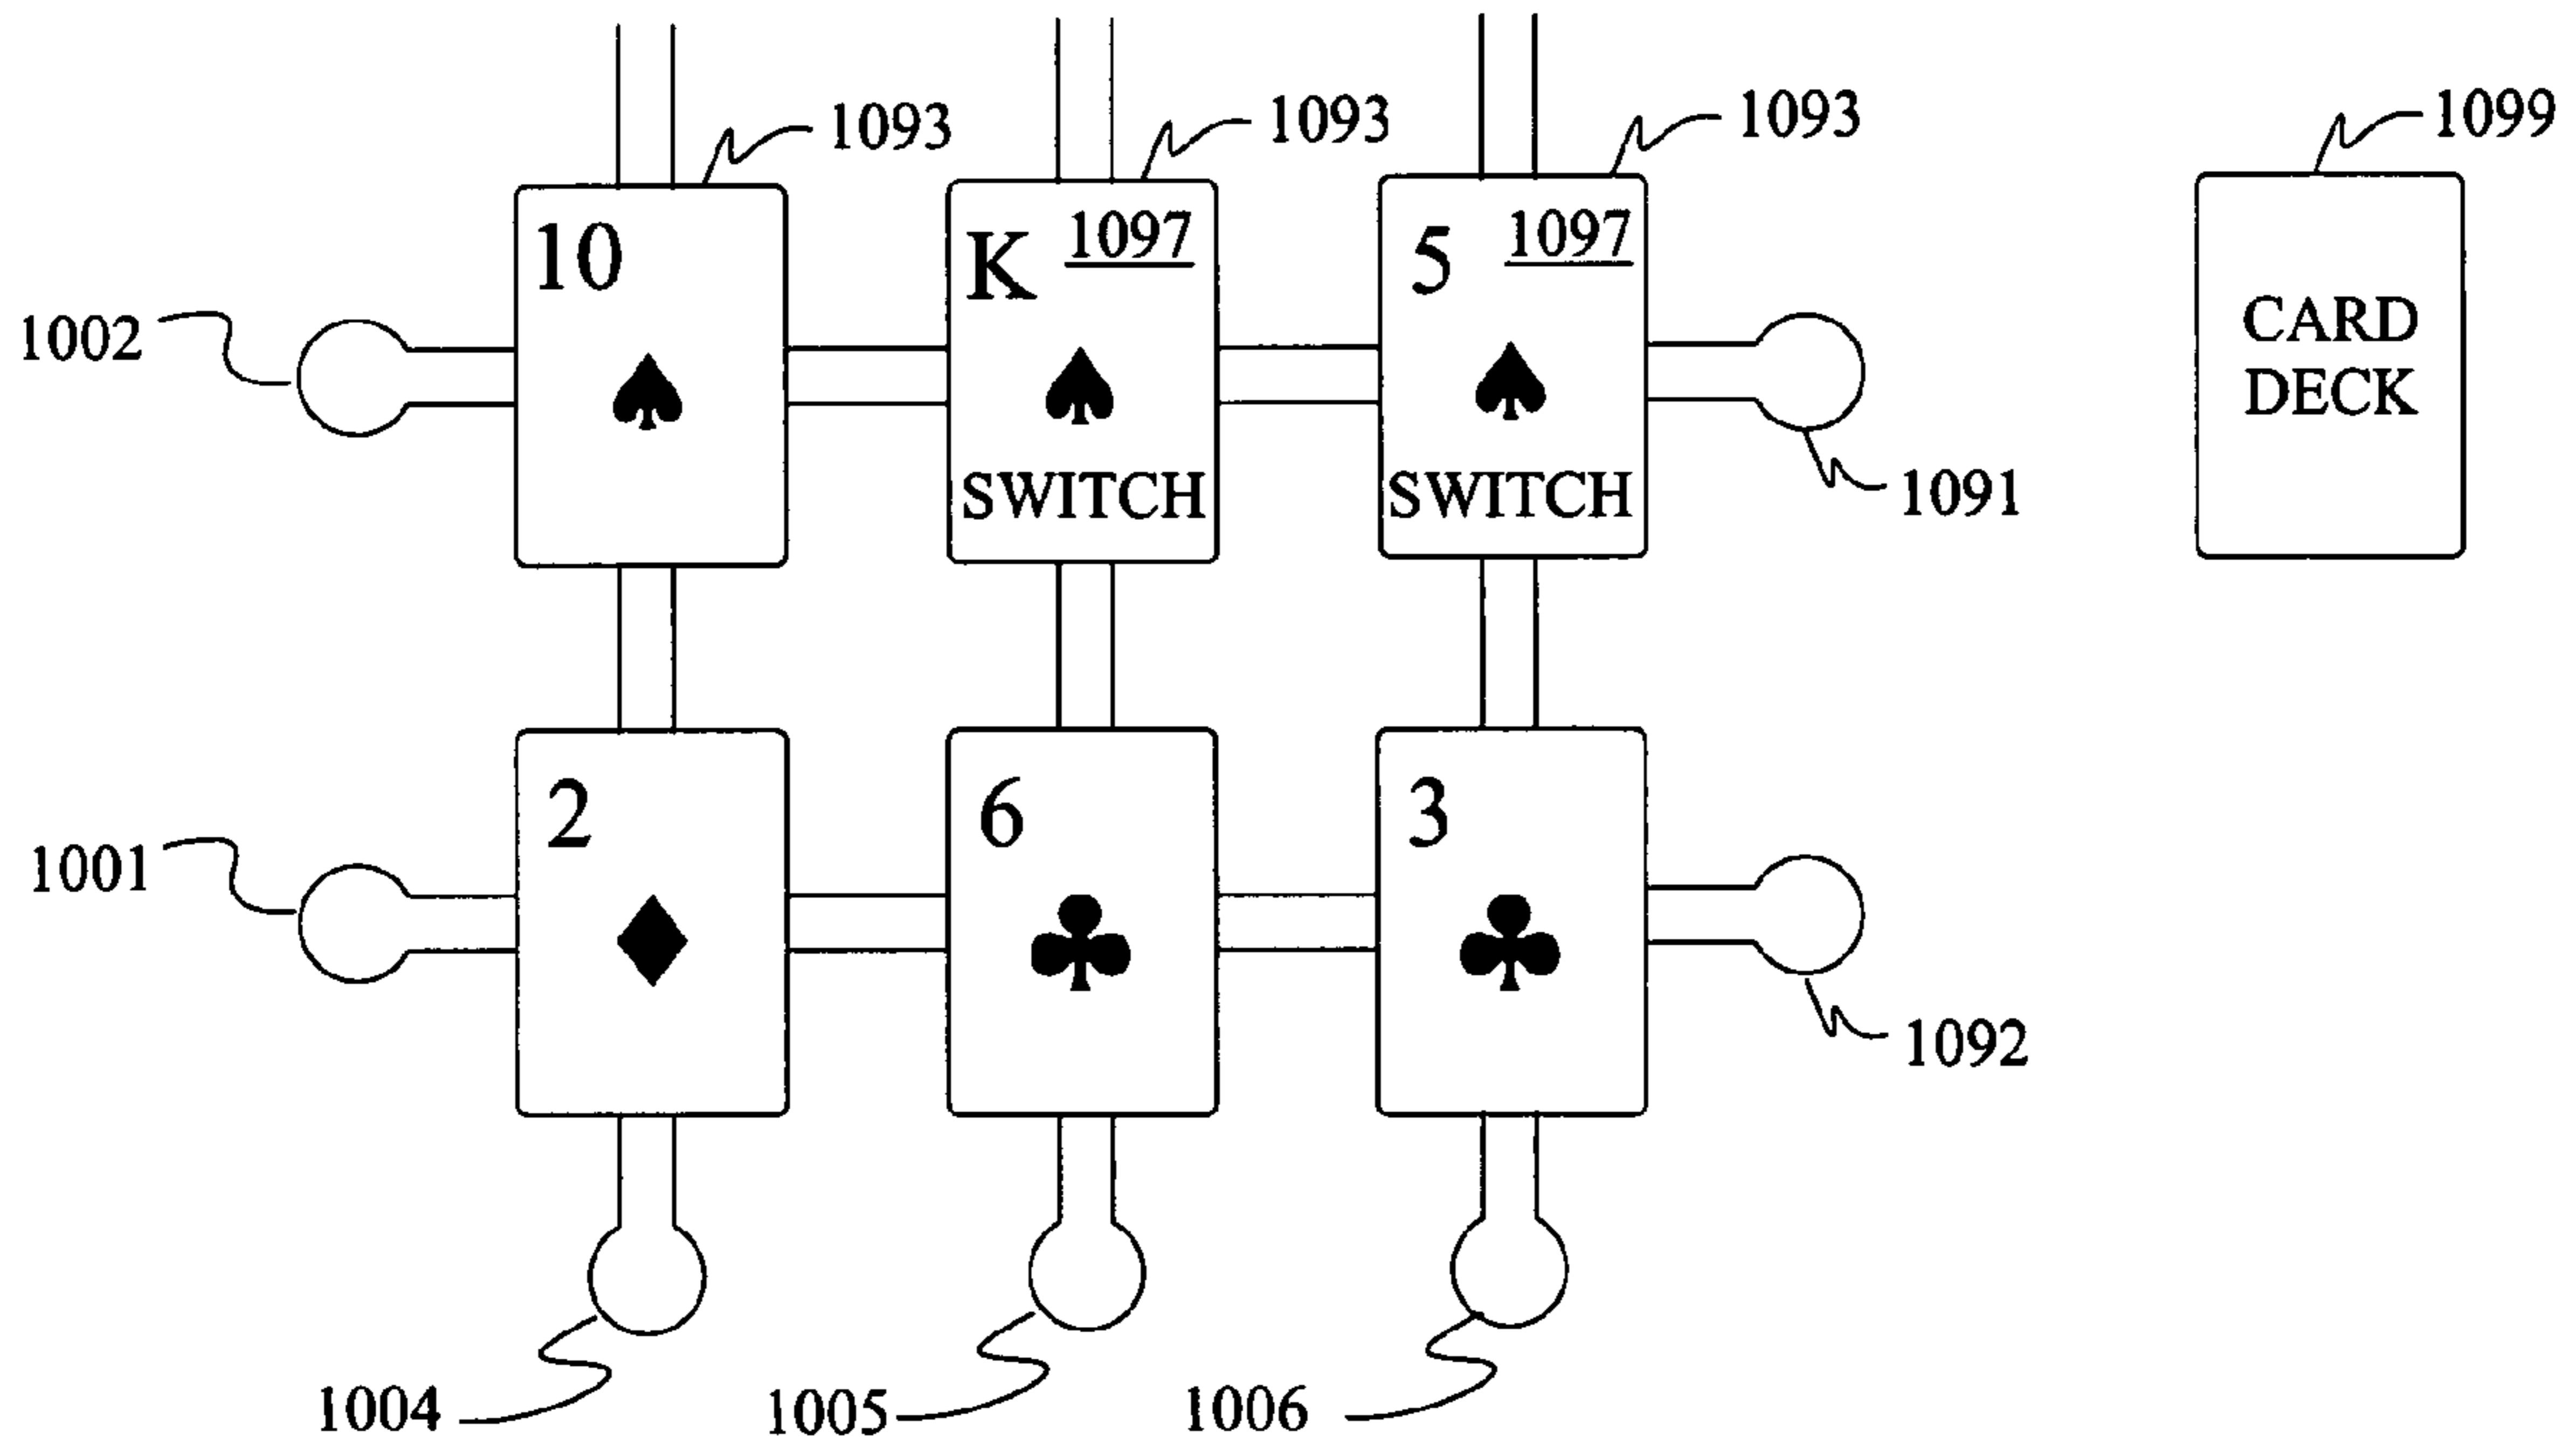 1093 1093 1093 1099
10 K 1097 5 1097
1002
♠ ♠ ♠
CARD
DECK
SWITCH SWITCH 1091
2 6 3
1001
♦ ♣ ♣
1092
1004 1005 1006